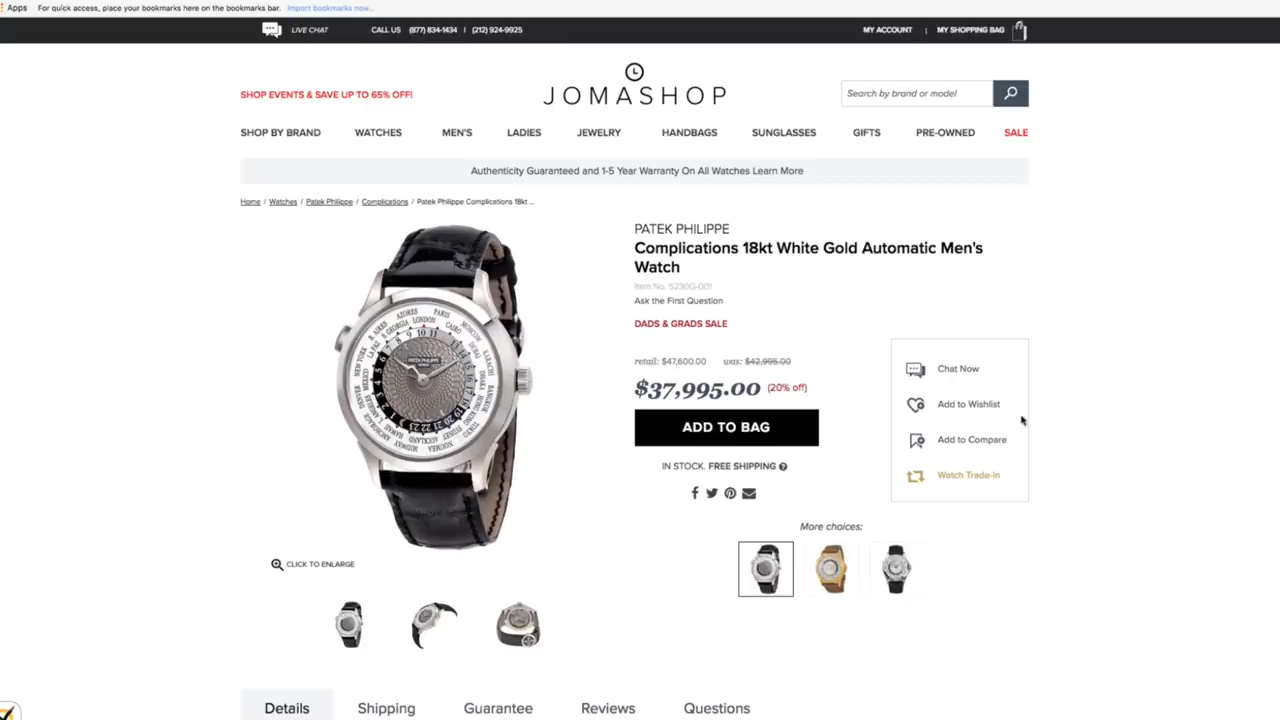 Apps For quick access, place your bookmarks here on the bookmarks bar. Import bookmarks now...
LIVE CHAT CALL US (877) 834-1434 | (212) 924-9925 MY ACCOUNT | MY SHOPPING BAG
SHOP EVENTS & SAVE UP TO 65% OFF!
JOMASHOP
Search by brand or model
SHOP BY BRAND WATCHES MEN'S LADIES JEWELRY HANDBAGS SUNGLASSES GIFTS PRE-OWNED SALE
Authenticity Guaranteed and 1-5 Year Warranty On All Watches Learn More
Home / Watches / Patek Philippe / Complications / Patek Philippe Complications 18kt ...
PATEK PHILIPPE
Complications 18kt White Gold Automatic Men's
Watch
Item No. 5230G-001
Ask the First Question
DADS & GRADS SALE
retail: $47,600.00 was: $42,995.00
$37,995.00 (20% off)
ADD TO BAG
IN STOCK. FREE SHIPPING
Chat Now
Add to Wishlist
Add to Compare
Watch Trade-In
More choices:
CLICK TO ENLARGE
Details Shipping Guarantee Reviews Questions